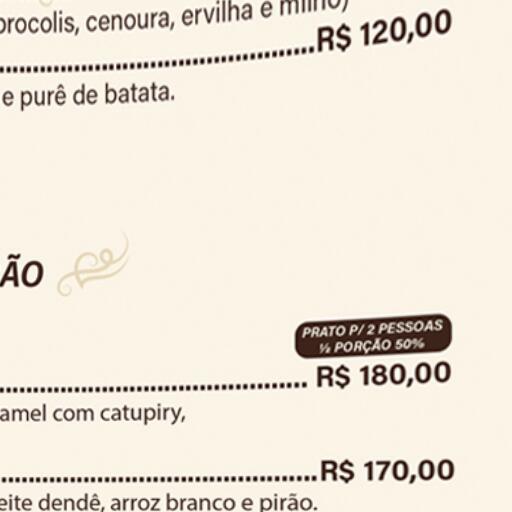 brocolis, cenoura, ervilha e milho)
R$ 120,00
e purê de batata.
ÃO
PRATO P/ 2 PESSOAS
½ PORÇÃO 50%
R$ 180,00
amel com catupiry,
R$ 170,00
eite dendê, arroz branco e pirão.